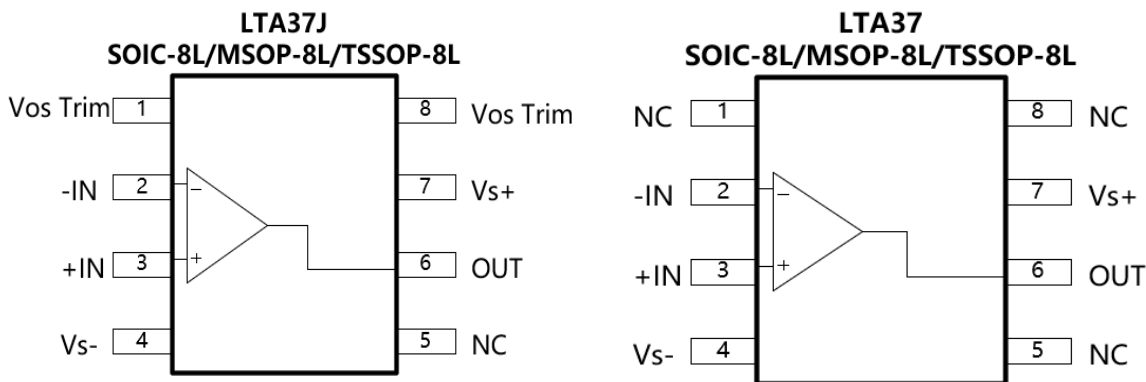 LTA37J
SOIC-8L/MSOP-8L/TSSOP-8L
Vos Trim 1 8 Vos Trim
-IN 2 − 7 Vs+
+IN 3 + 6 OUT
Vs- 4 5 NC
LTA37
SOIC-8L/MSOP-8L/TSSOP-8L
NC 1 8 NC
-IN 2 − 7 Vs+
+IN 3 + 6 OUT
Vs- 4 5 NC